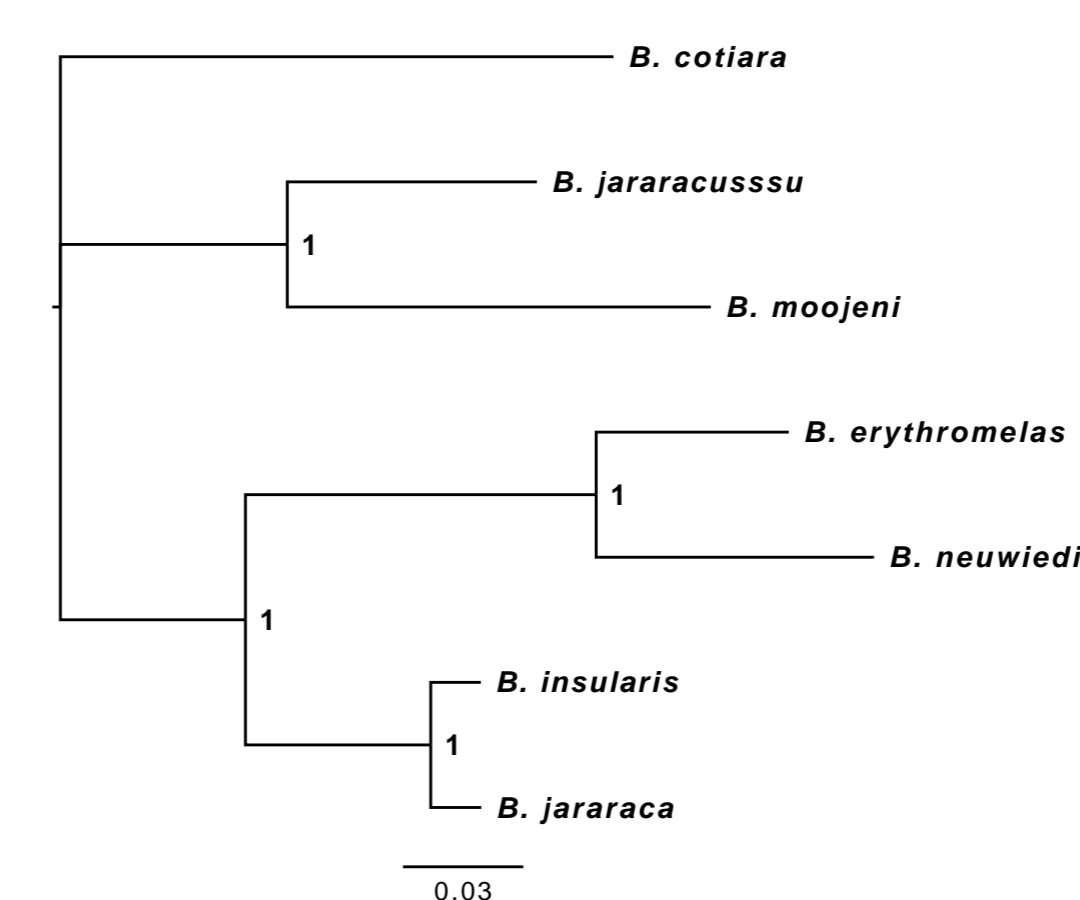 B. cotiara
B. jararacusssu
1
B. moojeni
B. erythromelas
1
B. neuwiedi
1
B. insularis
1
B. jararaca
0.03